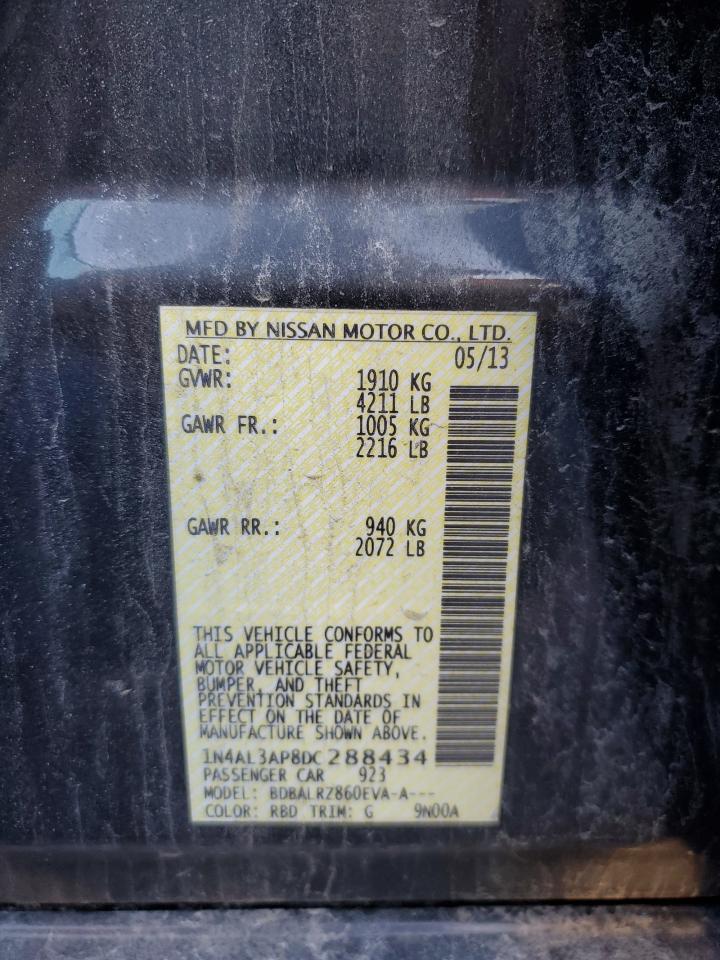 MFD BY NISSAN MOTOR CO., LTD.
DATE: 05/13
GVWR: 1910 KG
4211 LB
GAWR FR.: 1005 KG
2216 LB
GAWR RR.: 940 KG
2072 LB
THIS VEHICLE CONFORMS TO
ALL APPLICABLE FEDERAL
MOTOR VEHICLE SAFETY,
BUMPER, AND THEFT
PREVENTION STANDARDS IN
EFFECT ON THE DATE OF
MANUFACTURE SHOWN ABOVE.
1N4AL3AP8DC288434
PASSENGER CAR 923
MODEL: BDBALRZ860EVA-A---
COLOR: RBD TRIM: G 9N00A